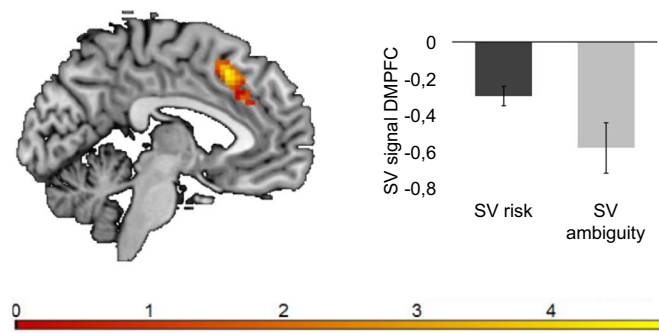 0
-0,2
-0,4
-0,6
-0,8
SV signal DMPFC
SV risk
SV
ambiguity
0 1 2 3 4